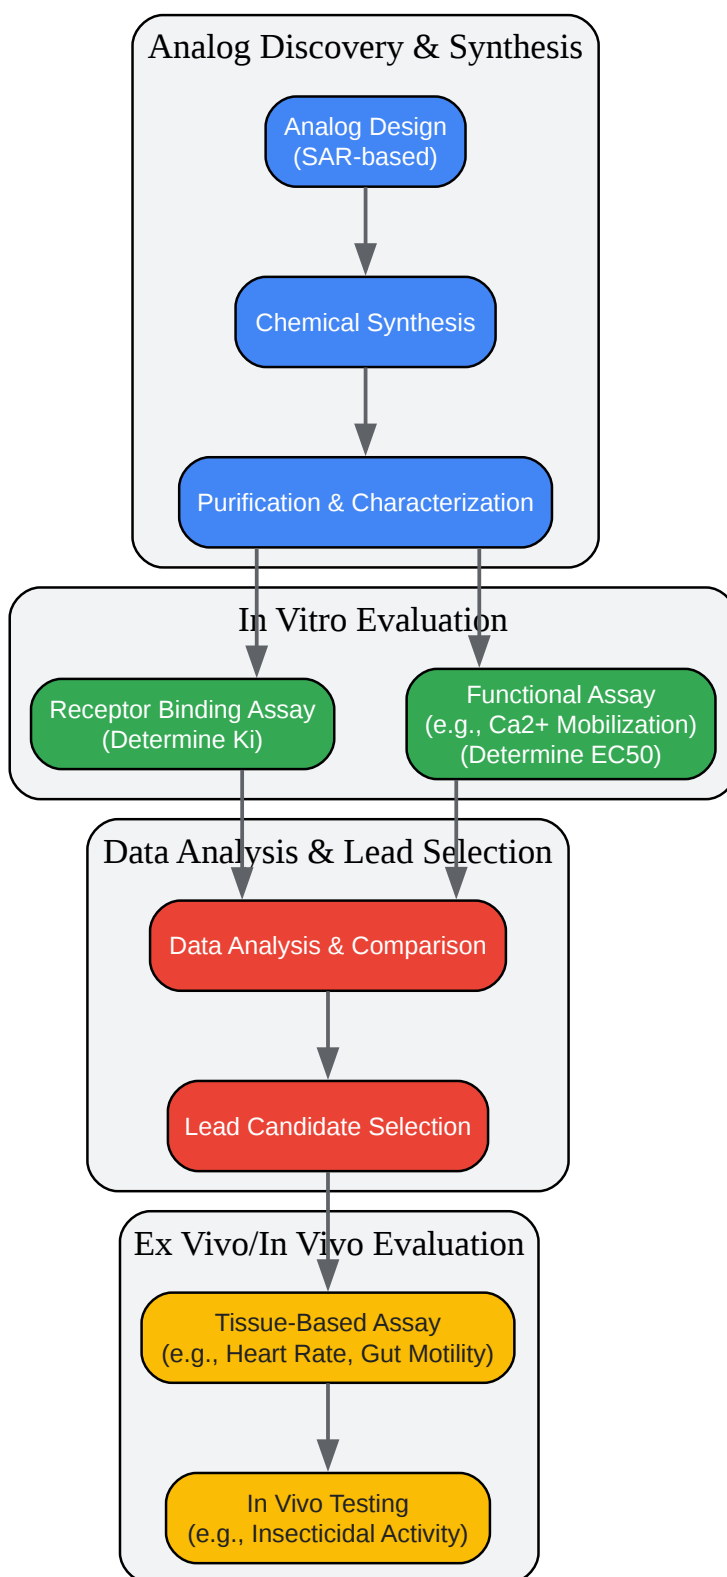 Analog Discovery & Synthesis
Analog Design
(SAR-based)
Chemical Synthesis
Purification & Characterization
In Vitro Evaluation
Receptor Binding Assay
(Determine Ki)
Functional Assay
(e.g., Ca2+ Mobilization)
(Determine EC50)
Data Analysis & Lead Selection
Data Analysis & Comparison
Lead Candidate Selection
Ex Vivo/In Vivo Evaluation
Tissue-Based Assay
(e.g., Heart Rate, Gut Motility)
In Vivo Testing
(e.g., Insecticidal Activity)